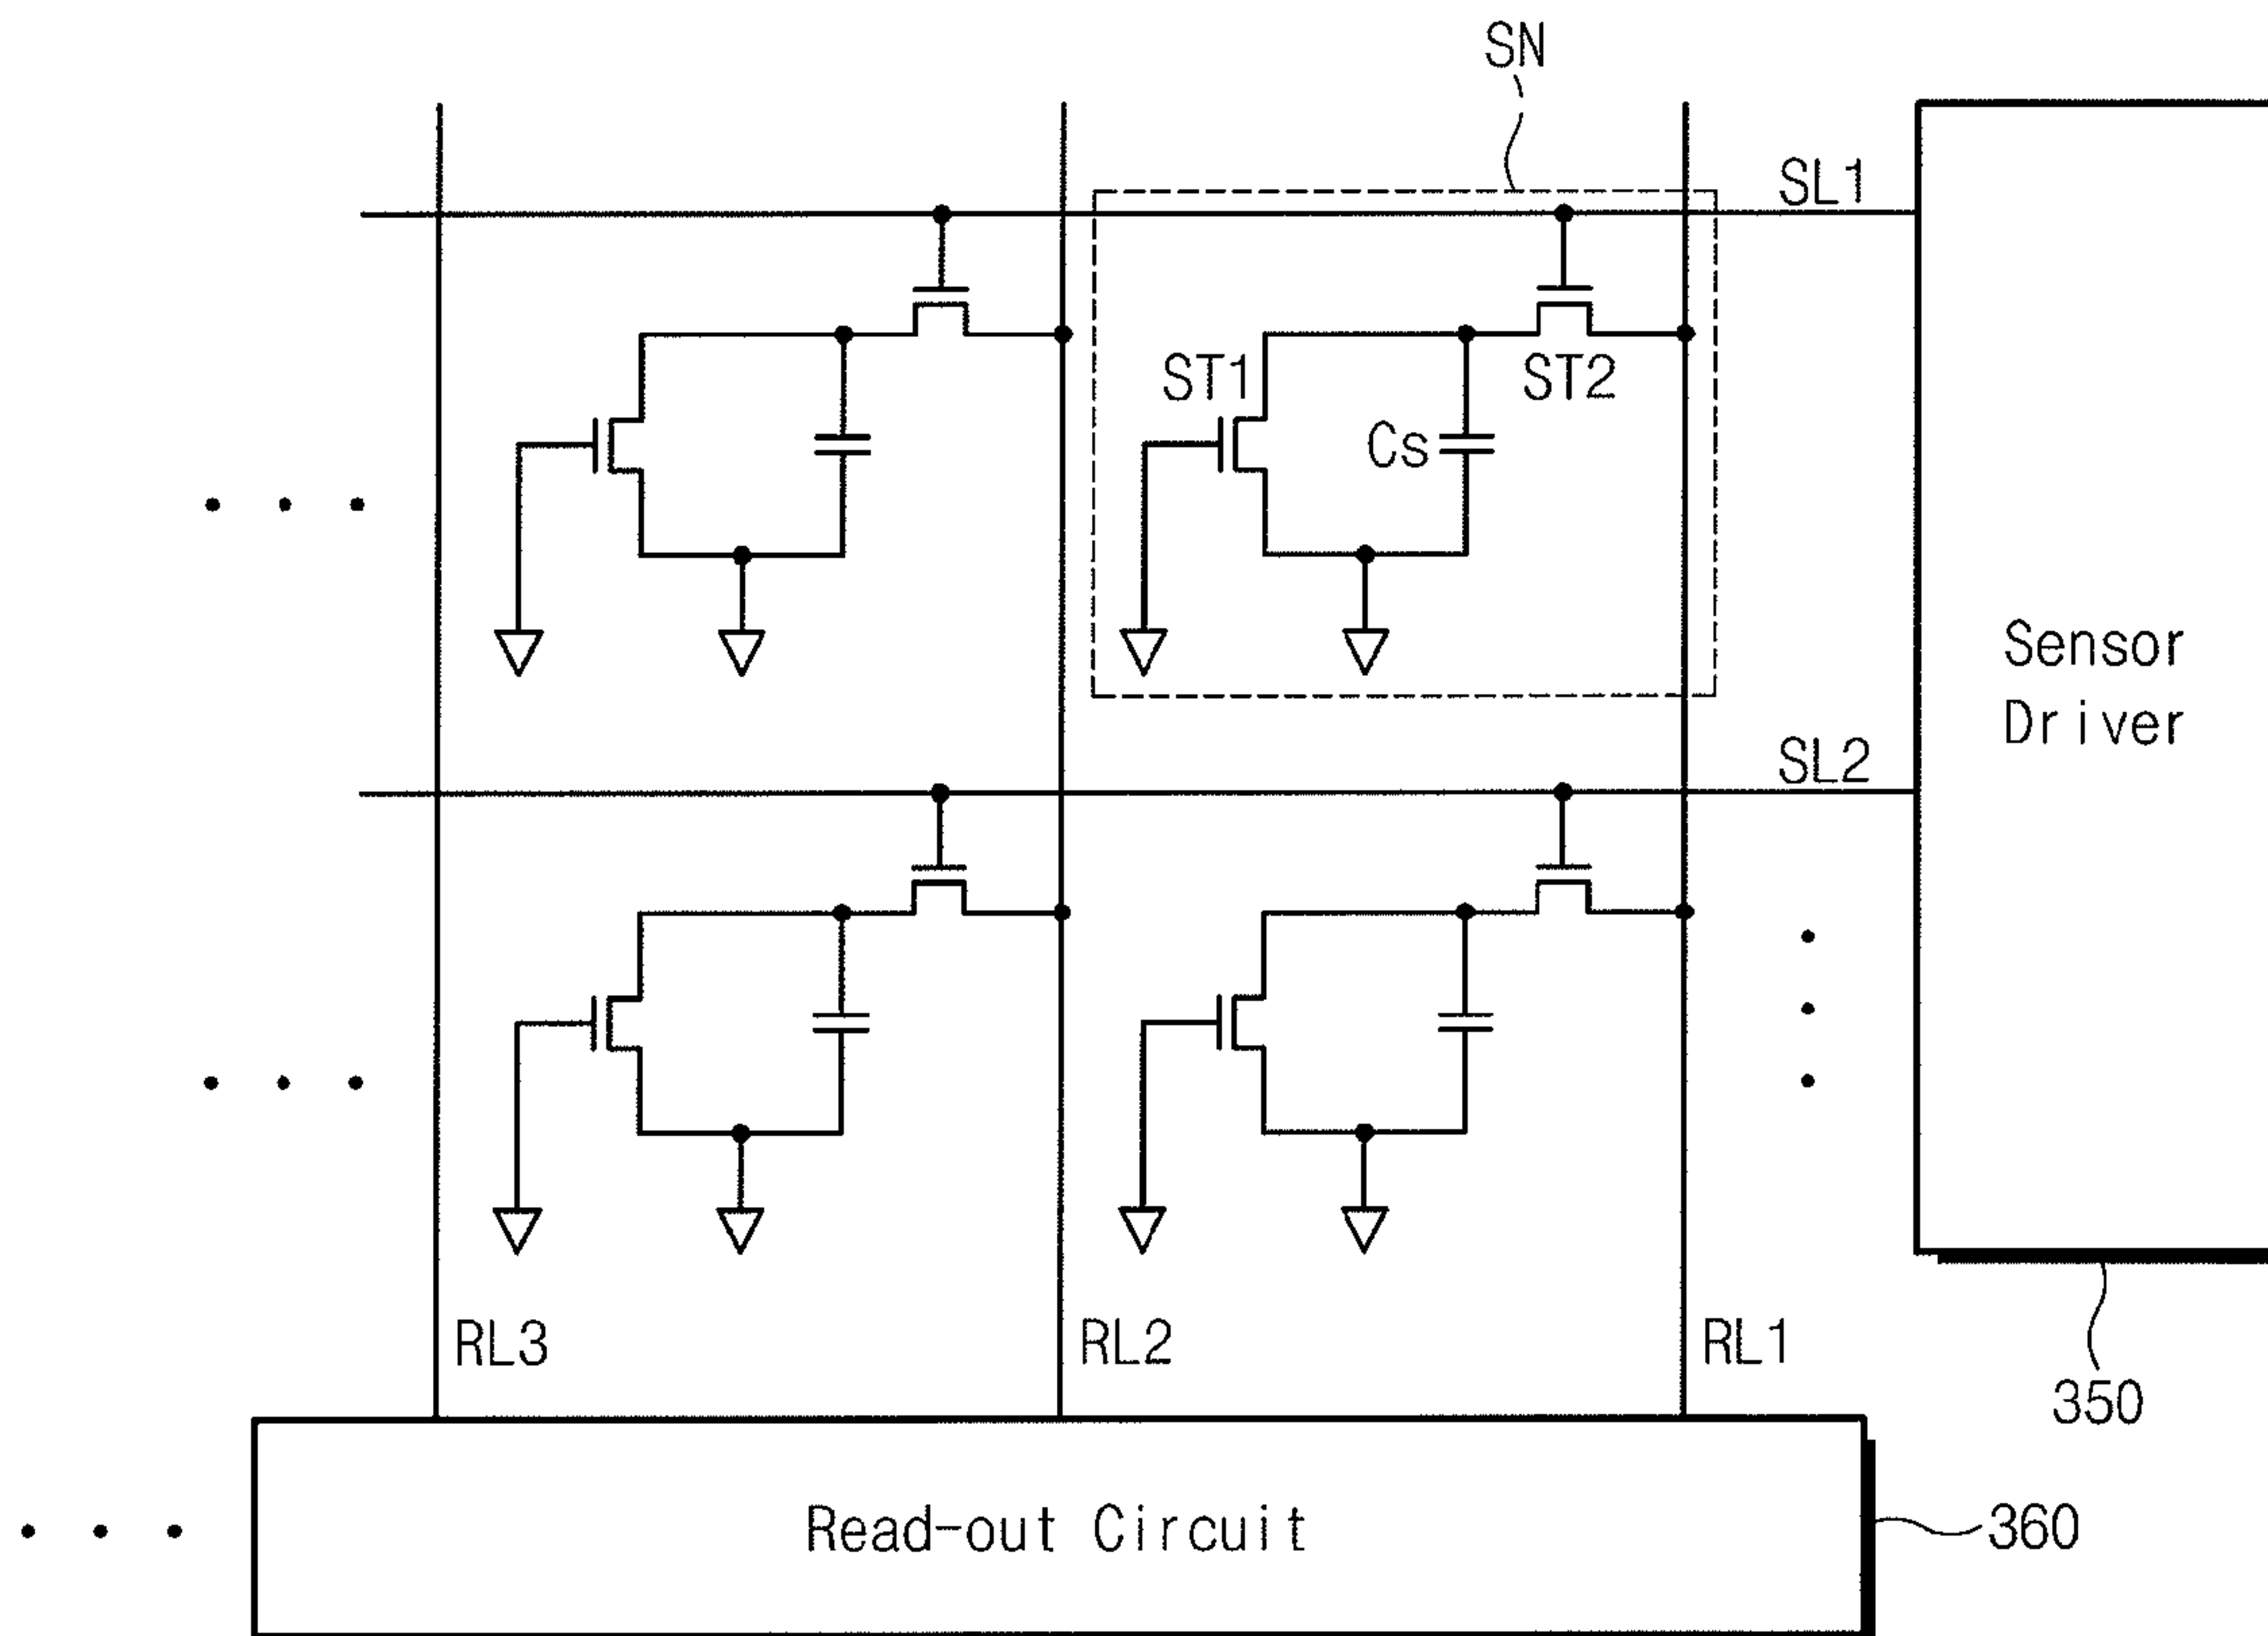 SN
SL1
ST1
ST2
Cs
Sensor
Driver
SL2
RL3
RL2
RL1
350
Read-out Circuit
360